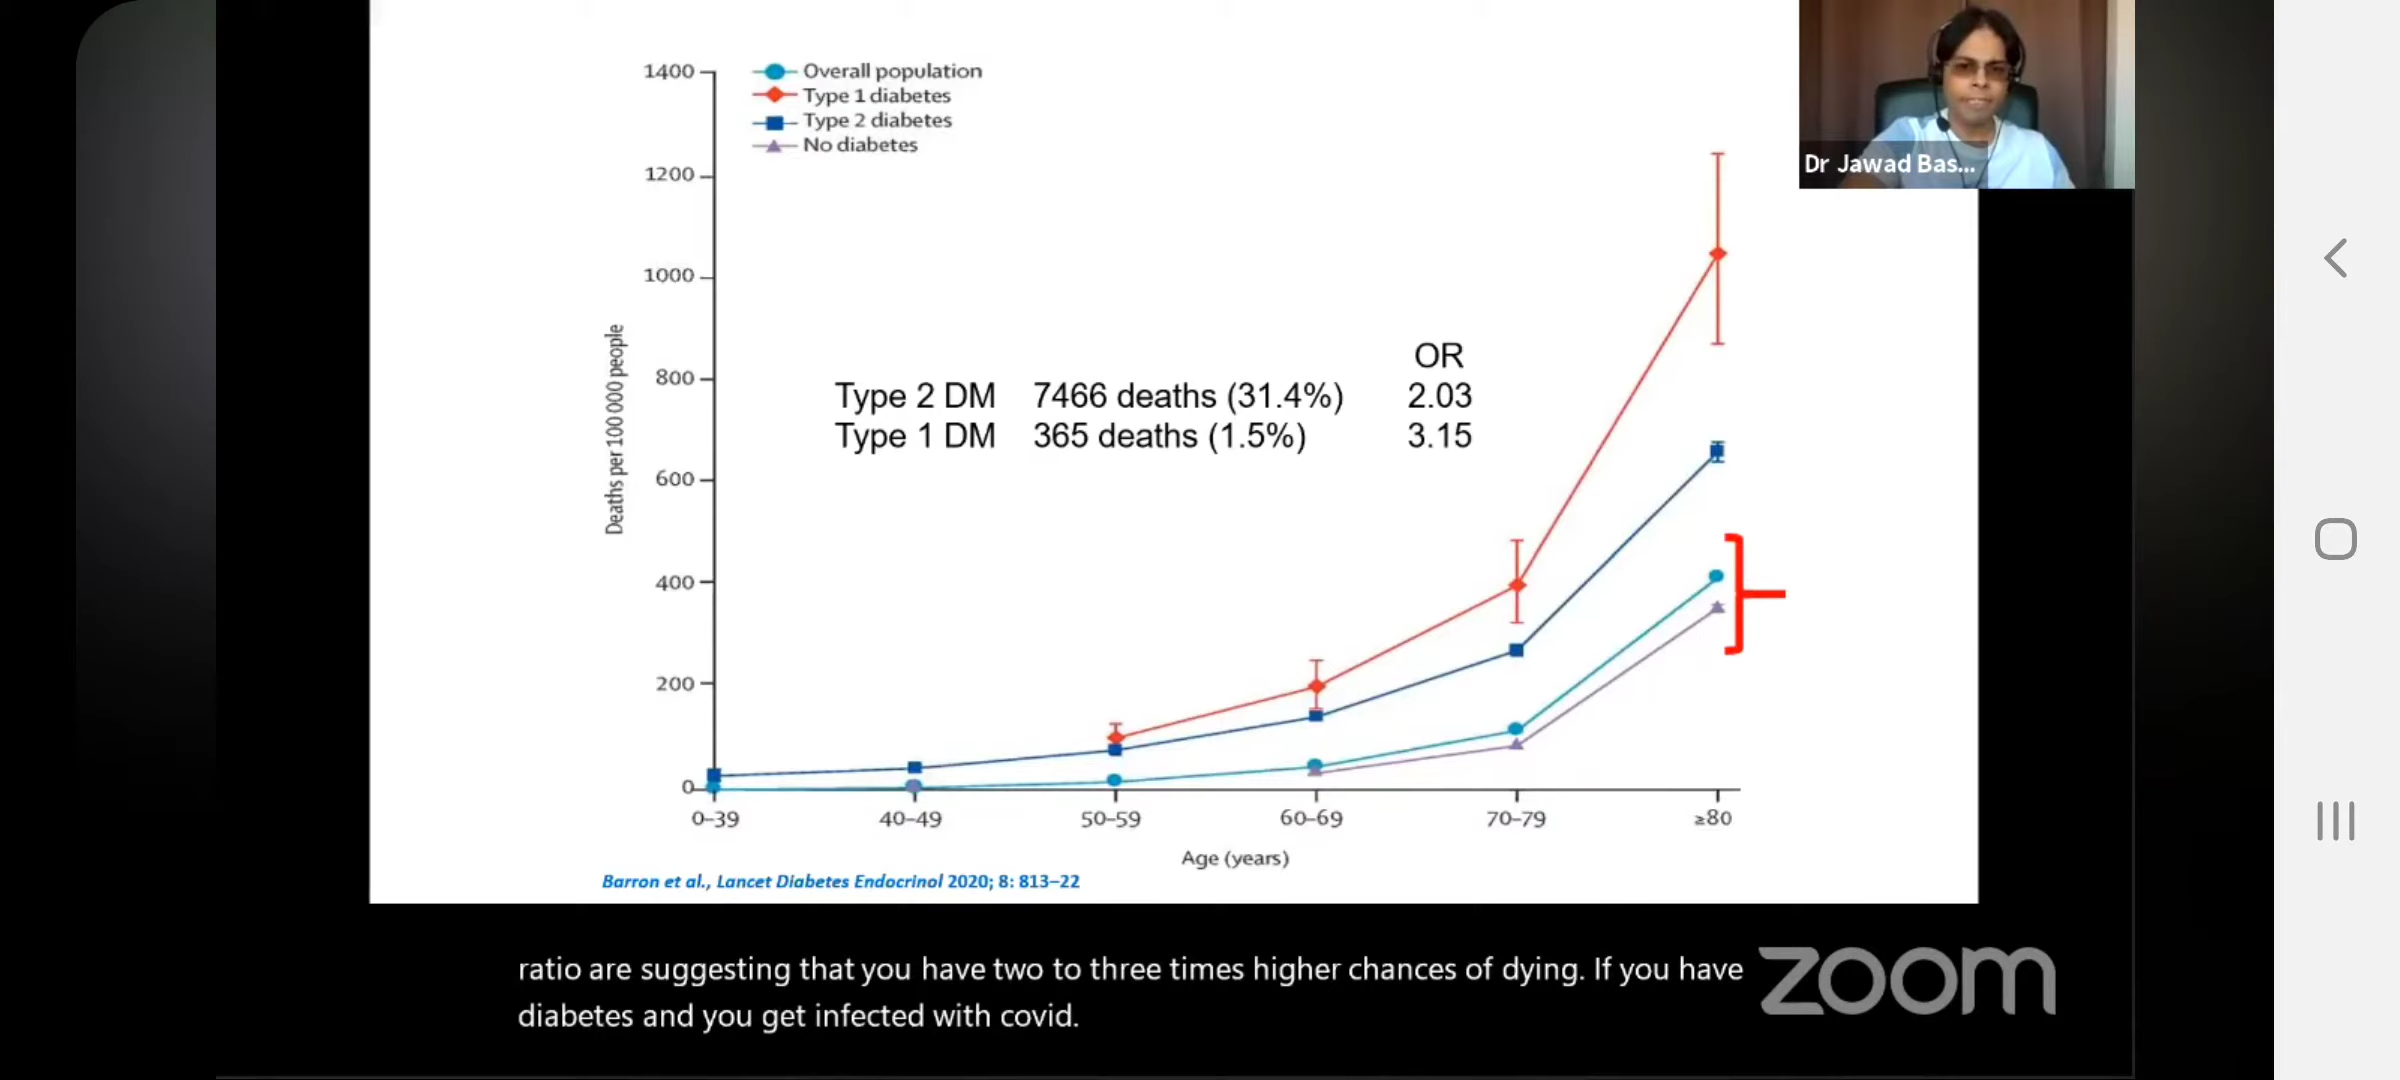 1400
Overall population
Type 1 diabetes
Type 2 diabetes
No diabetes
1200
1000
800
600
400
200
0
Deaths per 100 000 people
OR
Type 2 DM 7466 deaths (31.4%) 2.03
Type 1 DM 365 deaths (1.5%) 3.15
0–39 40–49 50–59 60–69 70–79 ≥80
Age (years)
Barron et al., Lancet Diabetes Endocrinol 2020; 8: 813–22
Dr Jawad Bas...
ratio are suggesting that you have two to three times higher chances of dying. If you have
diabetes and you get infected with covid.
zoom